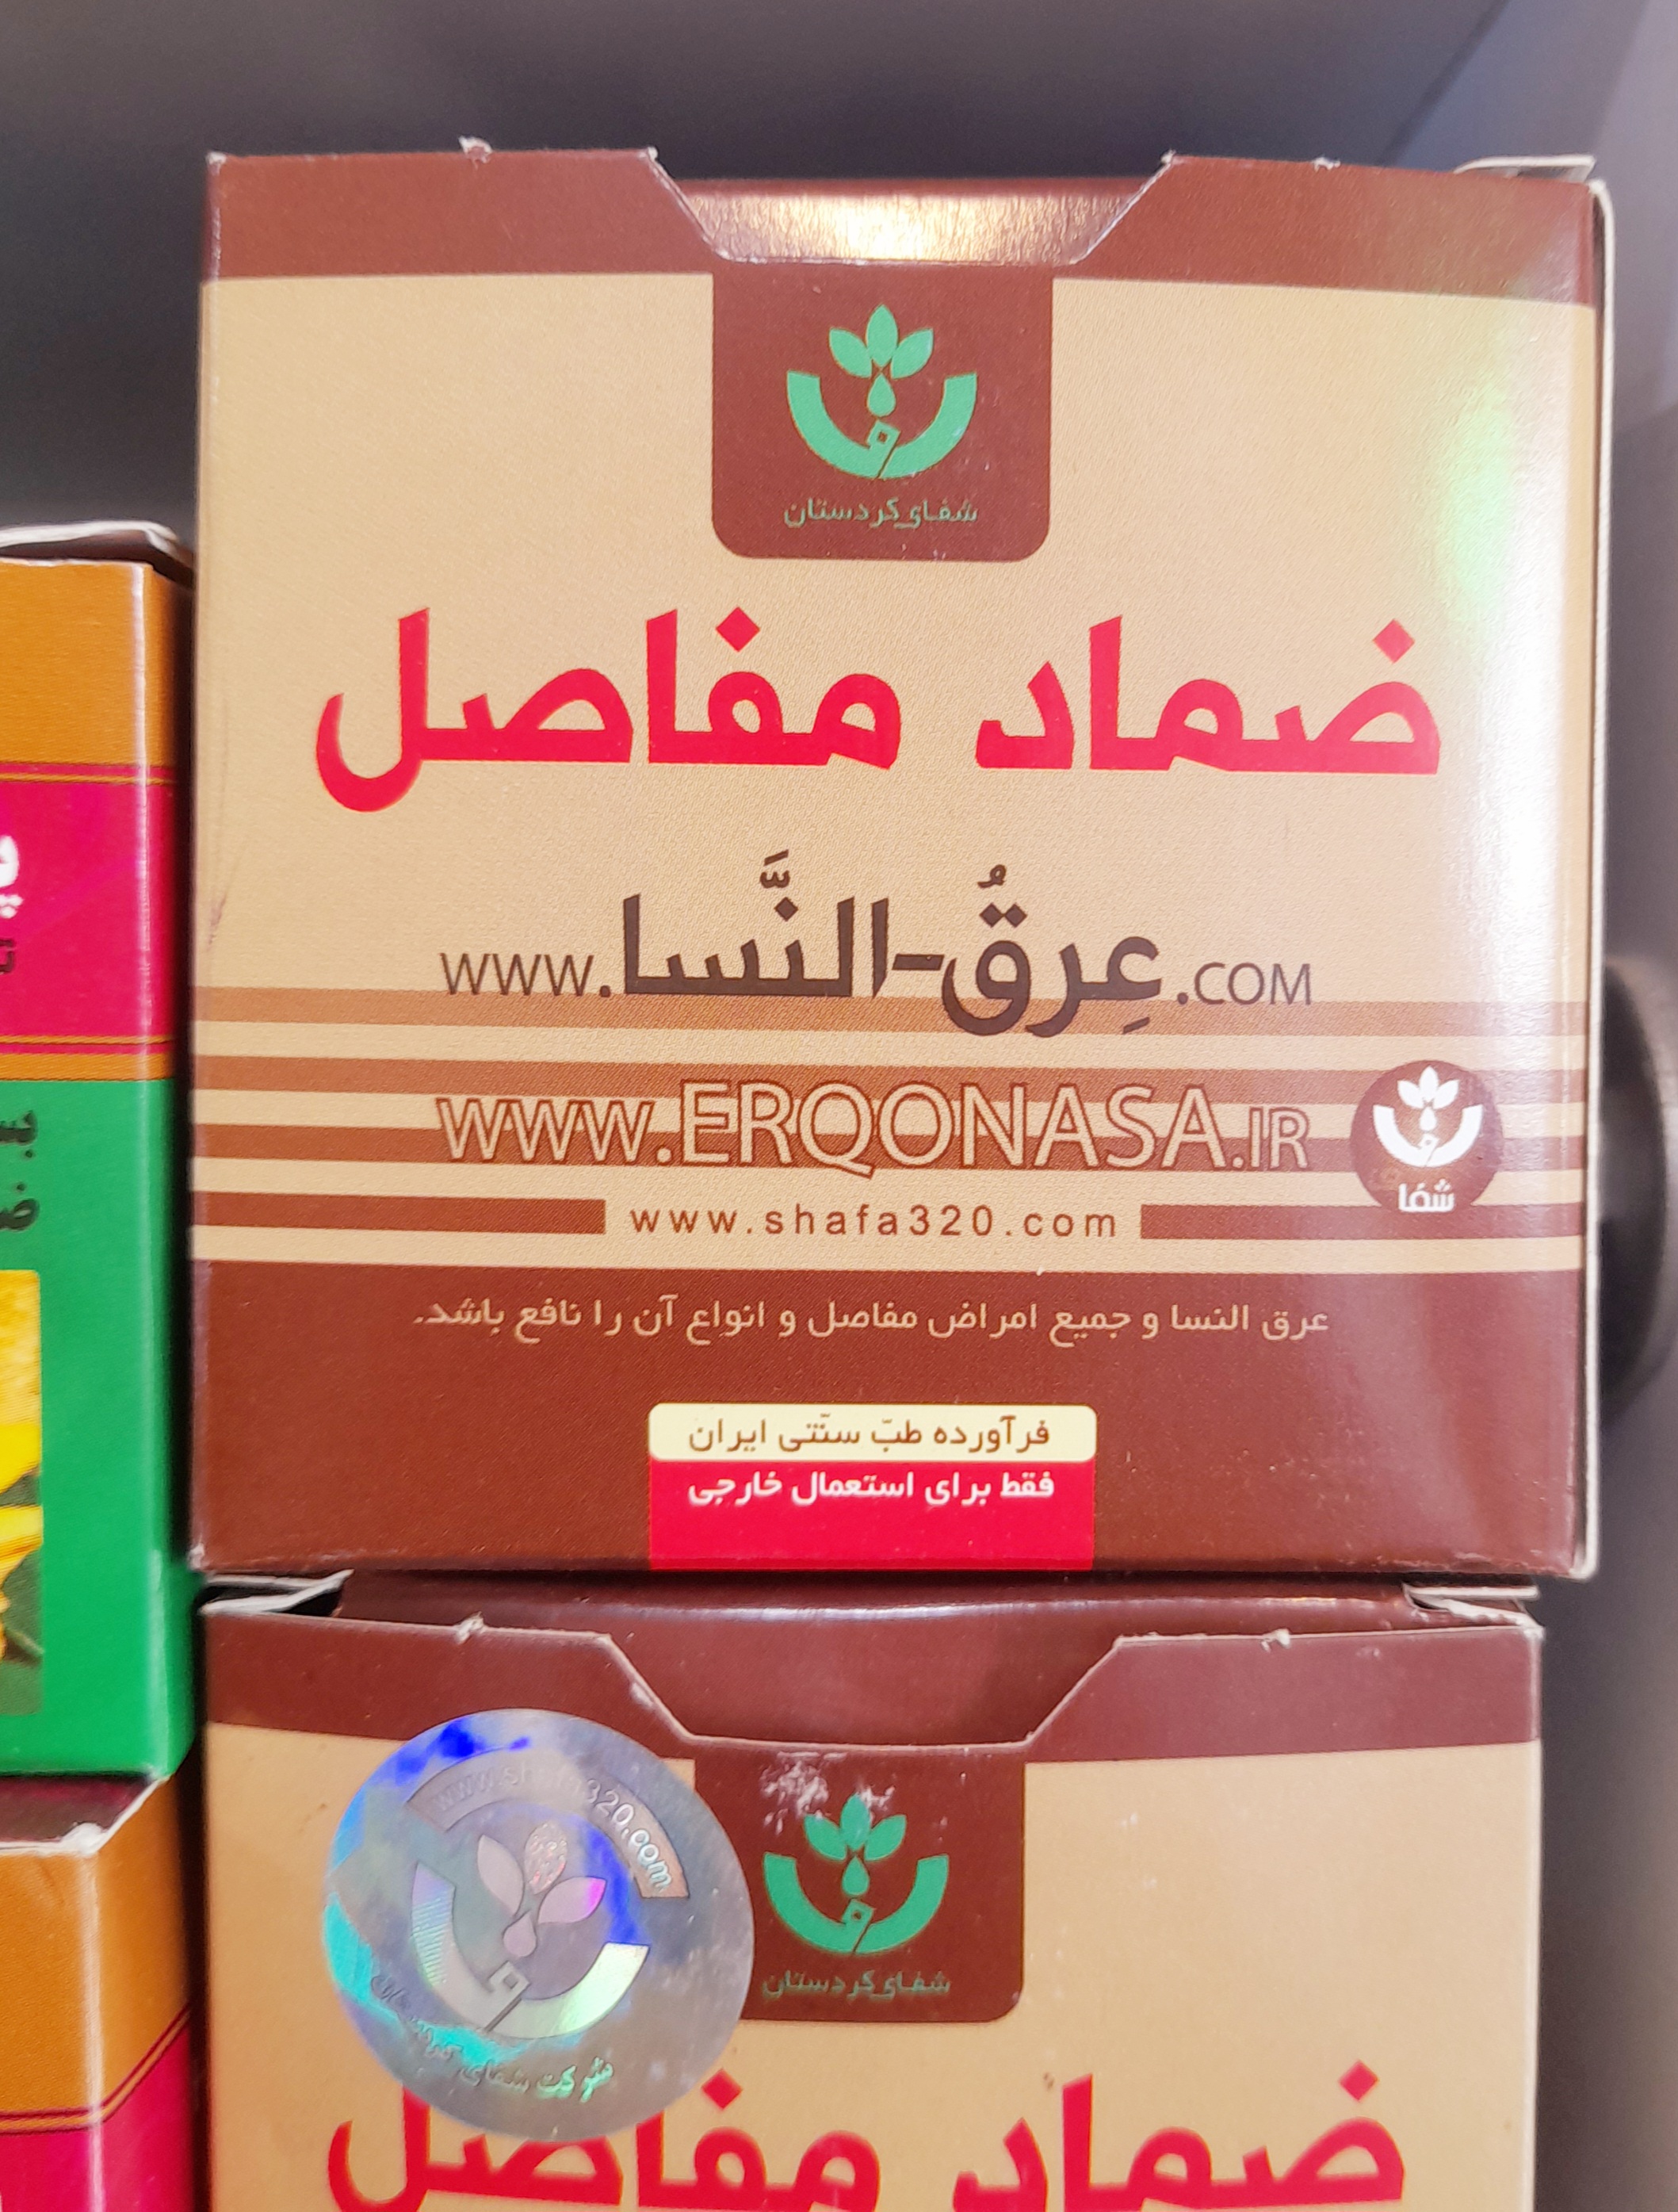 شفای کردستان
ضماد مفاصل
www.عِرقُ-النَّسا.com
www.ERQONASA.IR
شفا
www.shafa320.com
عرق النسا و جمیع امراض مفاصل و انواع آن را نافع باشد.
فرآورده طبّ سنّتی ایران
فقط برای استعمال خارجی
www.shafa320.com
شفای کردستان
شرکت شفای
ضماد مفاصل